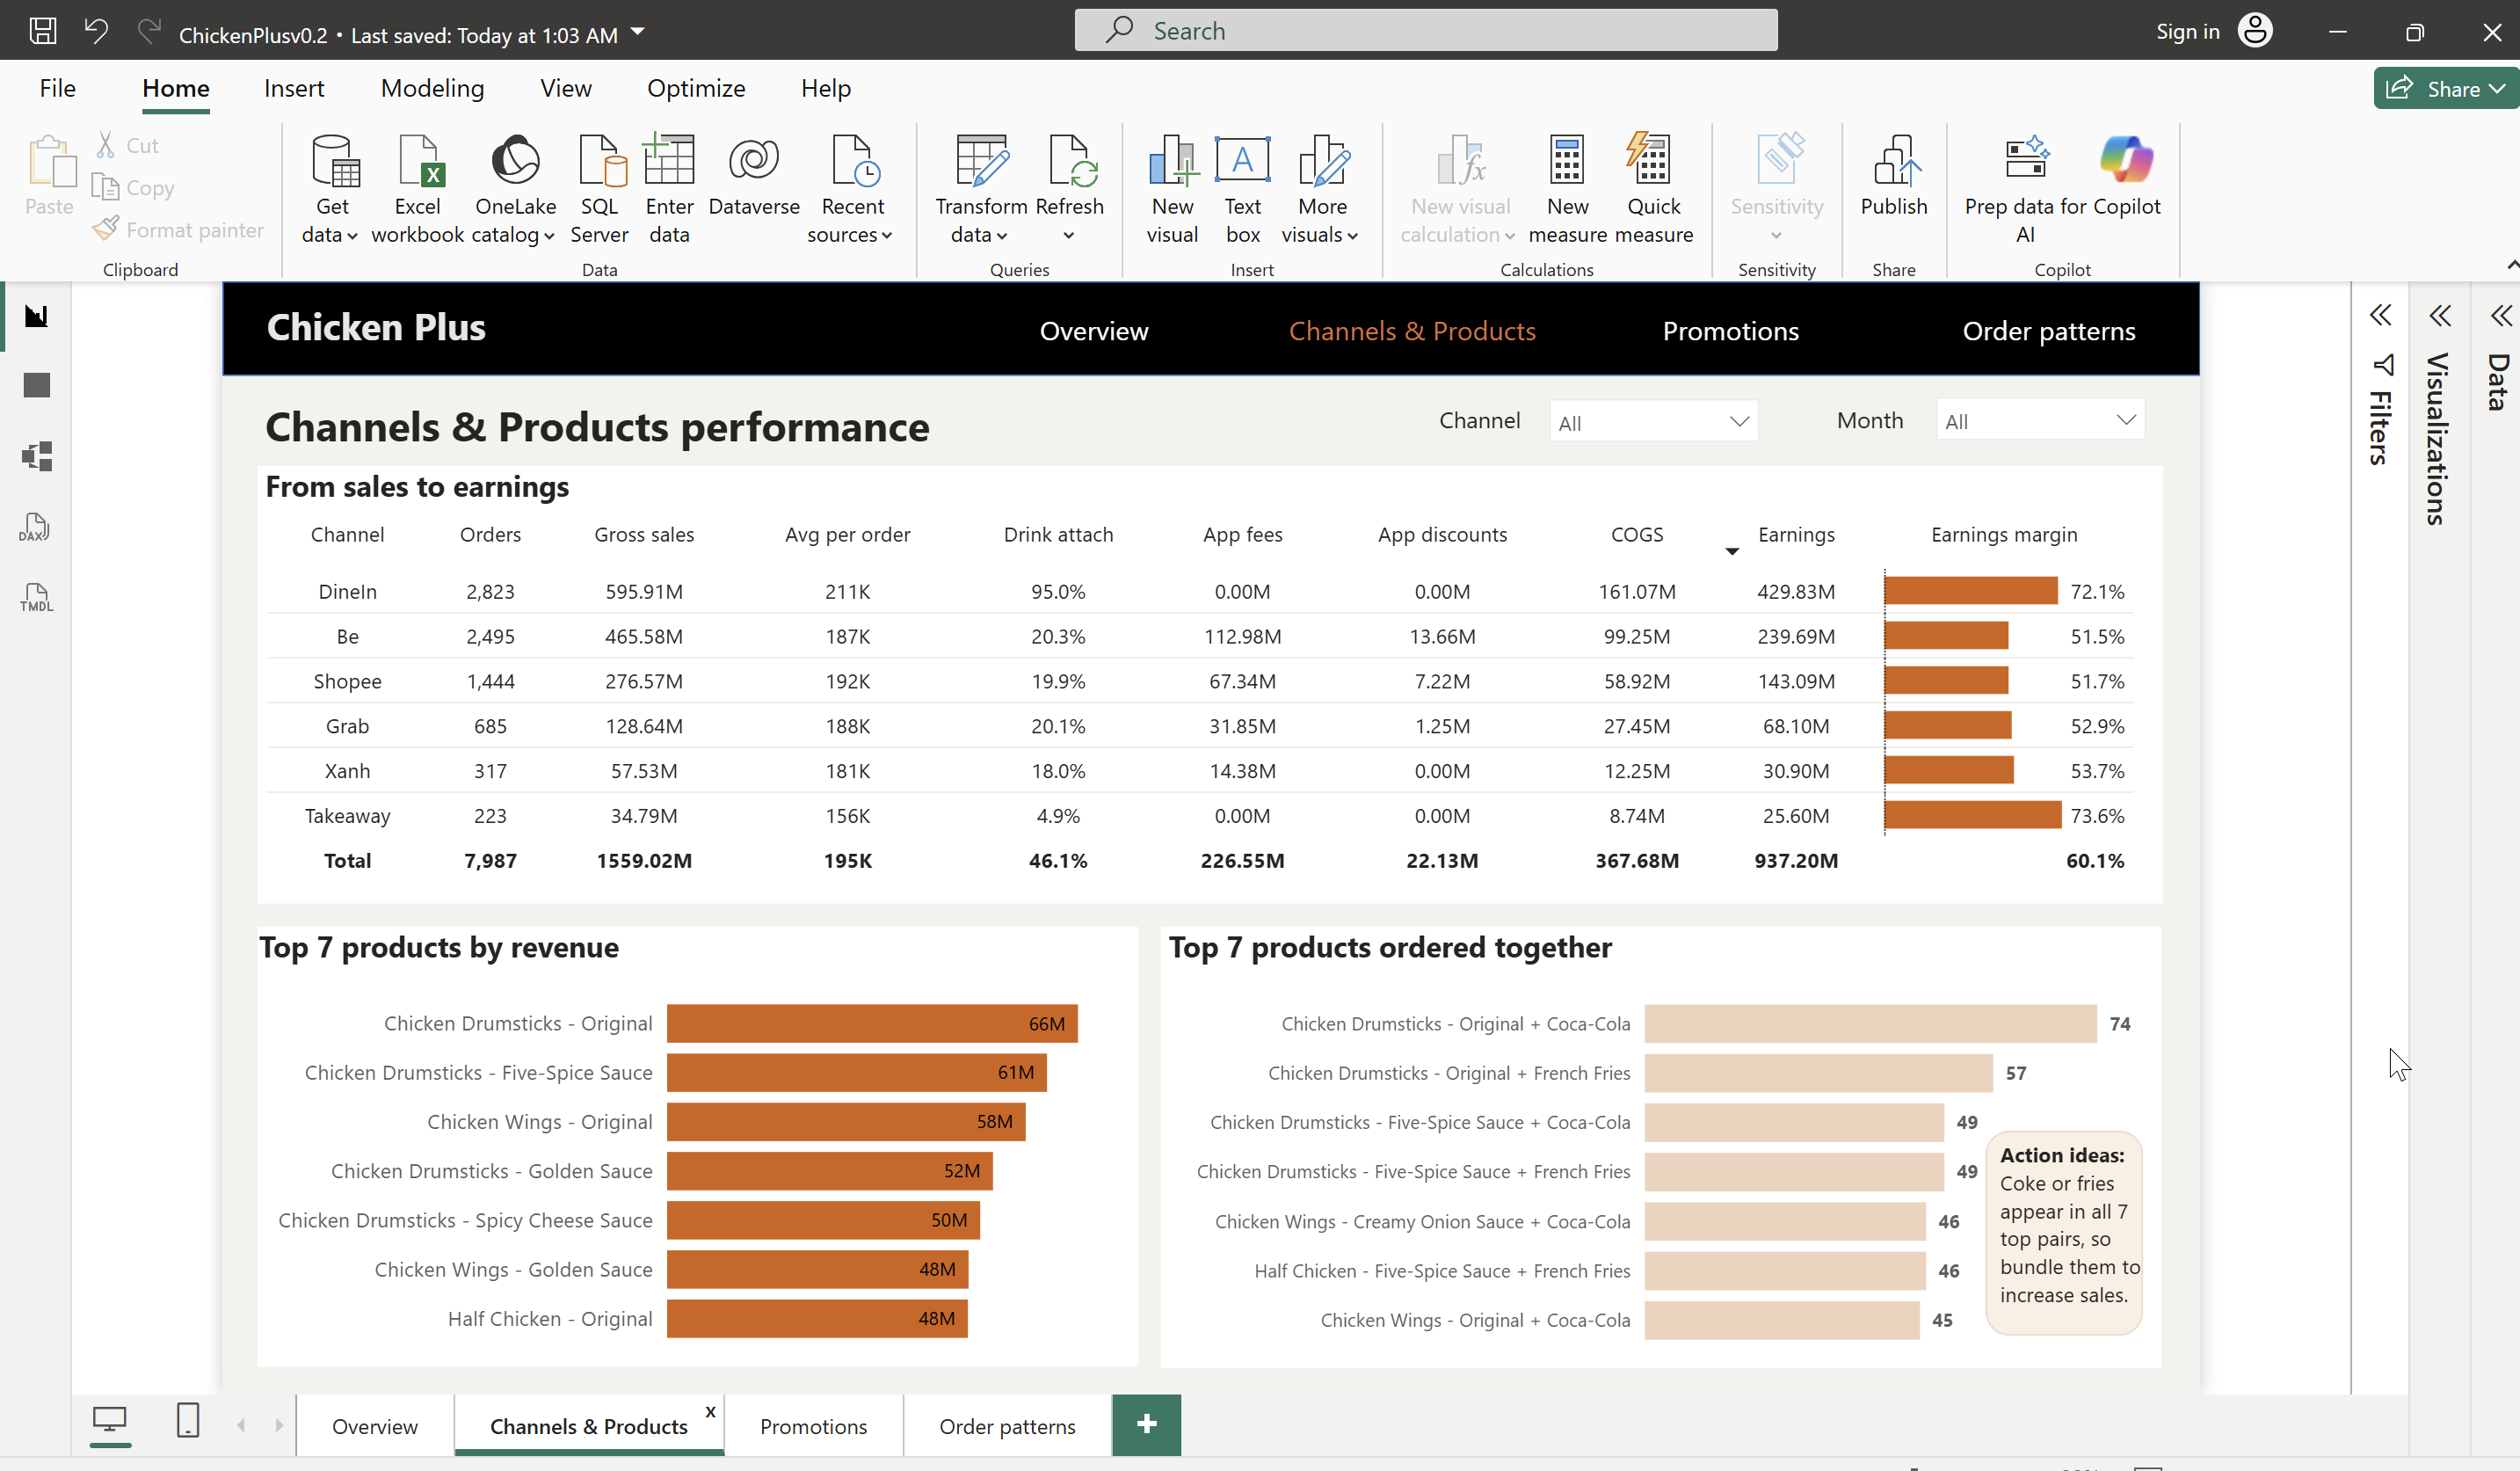 ChickenPlusv0.2 • Last saved: Today at 1:03 AM
Search
Sign in
File Home Insert Modeling View Optimize Help
Share
Paste
Cut
Copy
Format painter
Clipboard
Get data
Excel workbook
OneLake catalog
SQL Server
Enter data
Dataverse
Recent sources
Data
Transform data
Refresh
Queries
New visual
Text box
More visuals
Insert
New visual calculation
New measure
Quick measure
Calculations
Sensitivity
Sensitivity
Publish
Share
Prep data for AI
Copilot
Copilot
DAX
TMDL
Chicken Plus Overview Channels & Products Promotions Order patterns
Channels & Products performance
Channel All Month All
From sales to earnings
Channel Orders Gross sales Avg per order Drink attach App fees App discounts COGS Earnings Earnings margin
DineIn 2,823 595.91M 211K 95.0% 0.00M 0.00M 161.07M 429.83M 72.1%
Be 2,495 465.58M 187K 20.3% 112.98M 13.66M 99.25M 239.69M 51.5%
Shopee 1,444 276.57M 192K 19.9% 67.34M 7.22M 58.92M 143.09M 51.7%
Grab 685 128.64M 188K 20.1% 31.85M 1.25M 27.45M 68.10M 52.9%
Xanh 317 57.53M 181K 18.0% 14.38M 0.00M 12.25M 30.90M 53.7%
Takeaway 223 34.79M 156K 4.9% 0.00M 0.00M 8.74M 25.60M 73.6%
Total 7,987 1559.02M 195K 46.1% 226.55M 22.13M 367.68M 937.20M 60.1%
Top 7 products by revenue
Chicken Drumsticks - Original 66M
Chicken Drumsticks - Five-Spice Sauce 61M
Chicken Wings - Original 58M
Chicken Drumsticks - Golden Sauce 52M
Chicken Drumsticks - Spicy Cheese Sauce 50M
Chicken Wings - Golden Sauce 48M
Half Chicken - Original 48M
Top 7 products ordered together
Chicken Drumsticks - Original + Coca-Cola 74
Chicken Drumsticks - Original + French Fries 57
Chicken Drumsticks - Five-Spice Sauce + Coca-Cola 49
Chicken Drumsticks - Five-Spice Sauce + French Fries 49
Chicken Wings - Creamy Onion Sauce + Coca-Cola 46
Half Chicken - Five-Spice Sauce + French Fries 46
Chicken Wings - Original + Coca-Cola 45
Action ideas:
Coke or fries
appear in all 7
top pairs, so
bundle them to
increase sales.
Filters
Visualizations
Data
Overview Channels & Products x Promotions Order patterns +